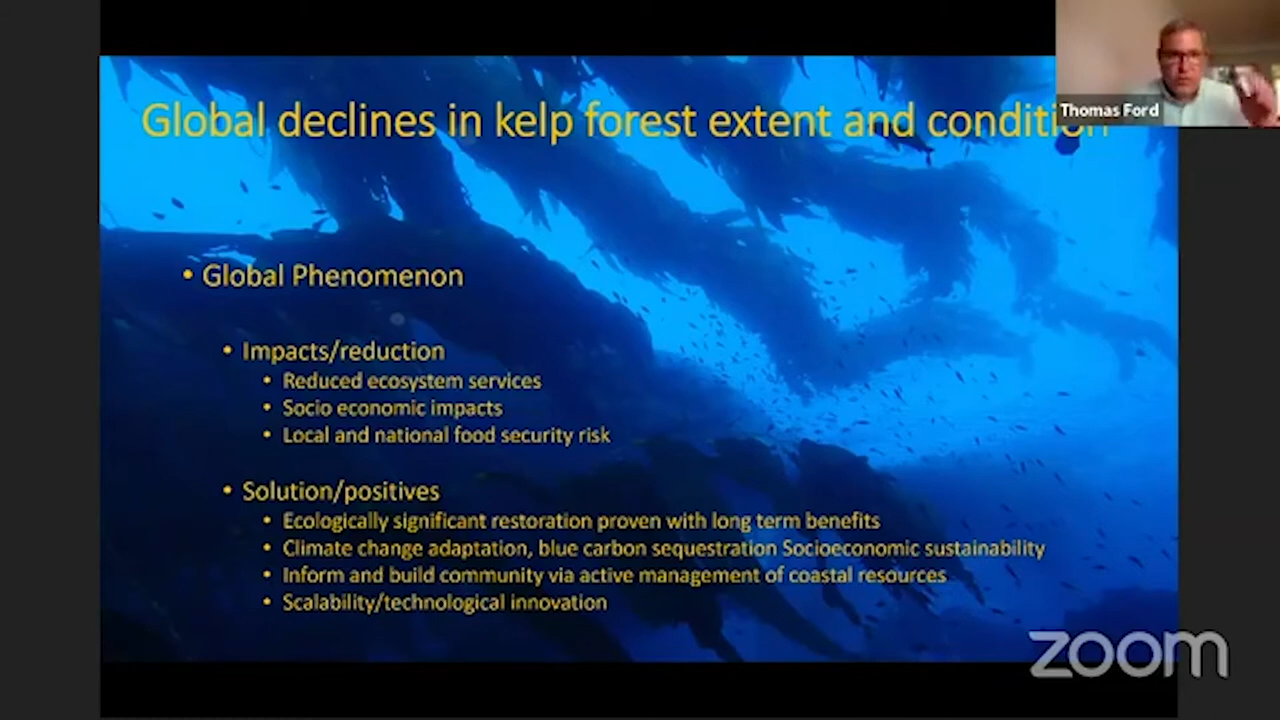 Global declines in kelp forest extent and condition
Thomas Ford
• Global Phenomenon
• Impacts/reduction
• Reduced ecosystem services
• Socio economic impacts
• Local and national food security risk
• Solution/positives
• Ecologically significant restoration proven with long term benefits
• Climate change adaptation, blue carbon sequestration Socioeconomic sustainability
• Inform and build community via active management of coastal resources
• Scalability/technological innovation
zoom